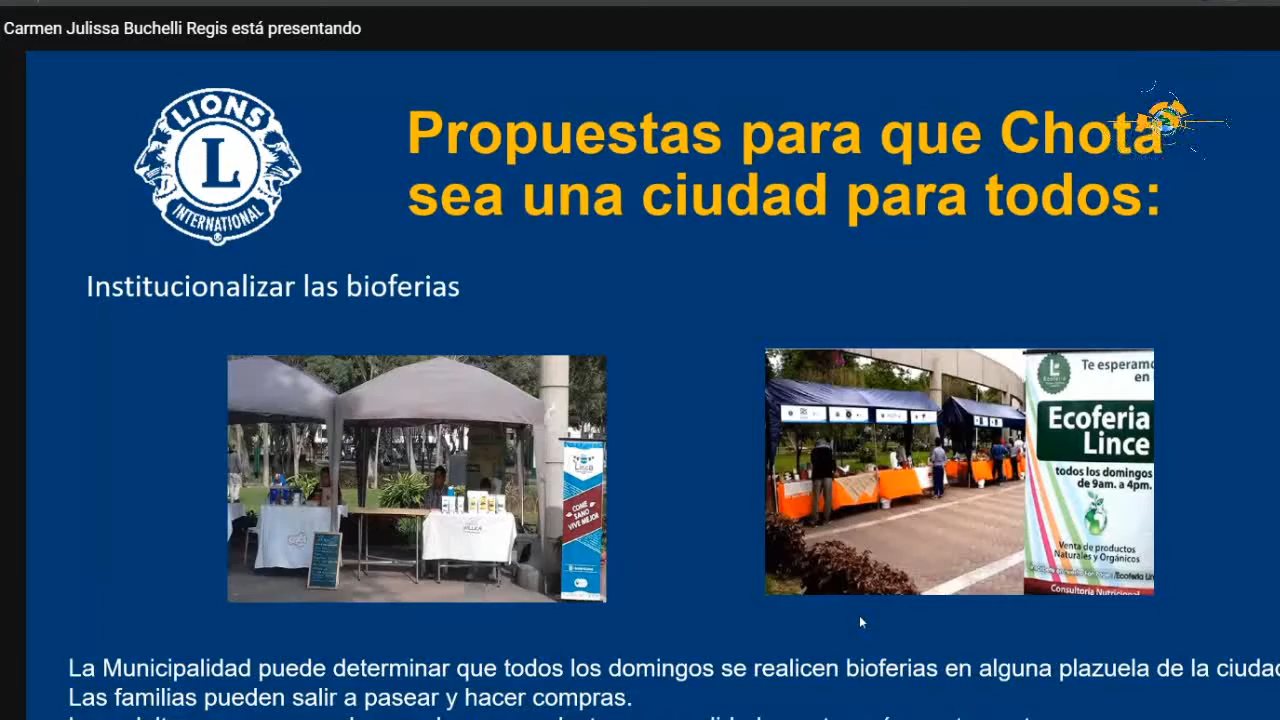 Carmen Julissa Buchelli Regis está presentando
LIONS
L
INTERNATIONAL
®
Propuestas para que Chota
sea una ciudad para todos:
Institucionalizar las bioferias
COME
SANO
VIVE MEJOR
Te esperamo
en
Ecoferia
Lince
todos los domingos
de 9am. a 4pm.
Venta de productos
Naturales y Orgánicos
Consultoría Nutricional
La Municipalidad puede determinar que todos los domingos se realicen bioferias en alguna plazuela de la ciudad
Las familias pueden salir a pasear y hacer compras.